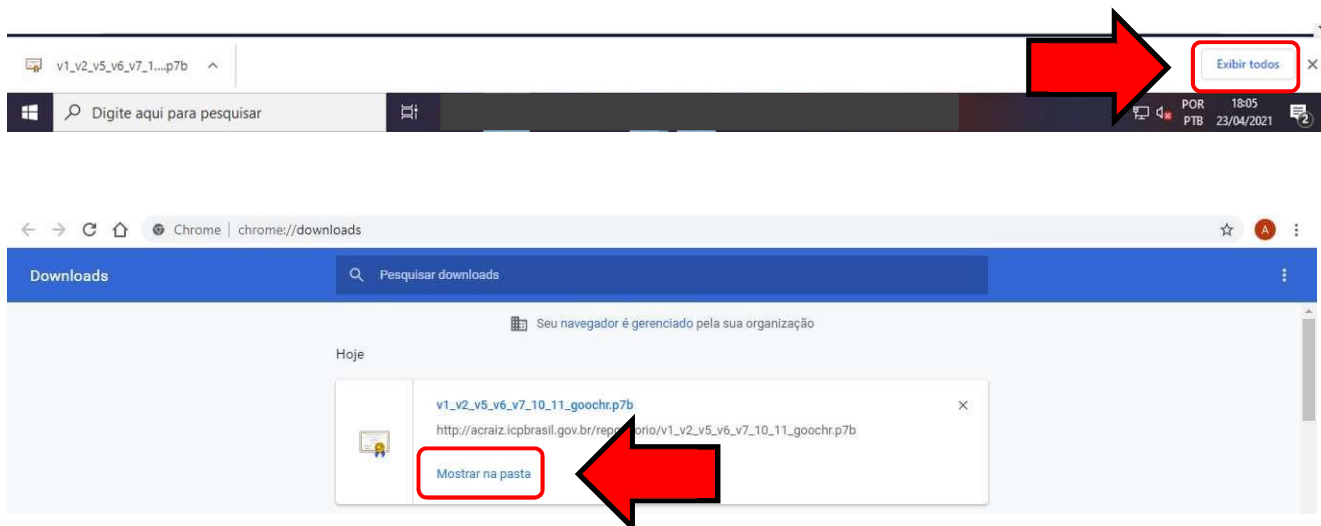 v1_v2_v5_v6_v7_1....p7b
Exibir todos
Digite aqui para pesquisar
POR 18:05
PTB 23/04/2021
2
Chrome | chrome://downloads
A
Downloads
Pesquisar downloads
Seu navegador é gerenciado pela sua organização
Hoje
v1_v2_v5_v6_v7_10_11_goochr.p7b
http://acraiz.icpbrasil.gov.br/rep orio/v1_v2_v5_v6_v7_10_11_goochr.p7b
Mostrar na pasta